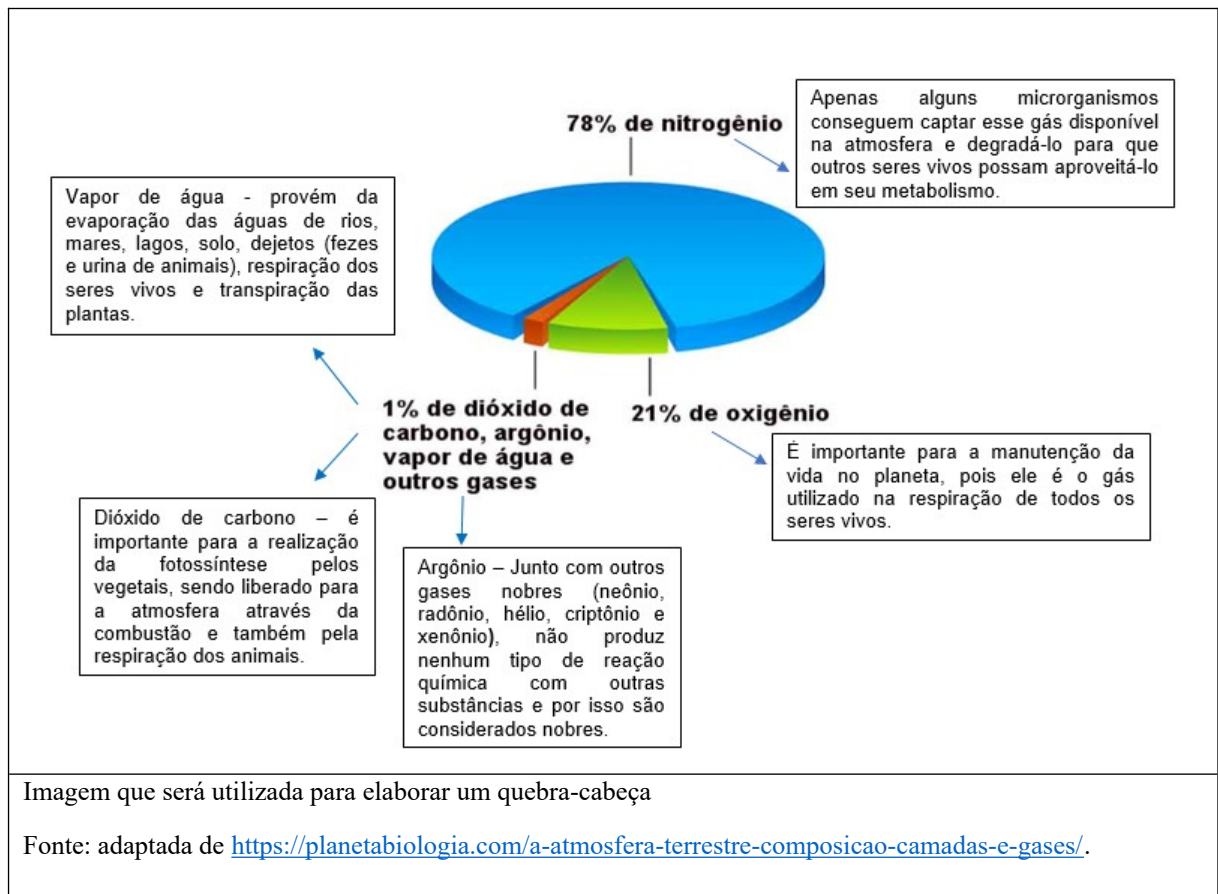 78% de nitrogênio
Apenas alguns microrganismos
conseguem captar esse gás disponível
na atmosfera e degradá-lo para que
outros seres vivos possam aproveitá-lo
em seu metabolismo.
Vapor de água - provém da
evaporação das águas de rios,
mares, lagos, solo, dejetos (fezes
e urina de animais), respiração dos
seres vivos e transpiração das
plantas.
1% de dióxido de
carbono, argônio,
vapor de água e
outros gases
21% de oxigênio
É importante para a manutenção da
vida no planeta, pois ele é o gás
utilizado na respiração de todos os
seres vivos.
Dióxido de carbono – é
importante para a realização
da fotossíntese pelos
vegetais, sendo liberado para
a atmosfera através da
combustão e também pela
respiração dos animais.
Argônio – Junto com outros
gases nobres (neônio,
radônio, hélio, criptônio e
xenônio), não produz
nenhum tipo de reação
química com outras
substâncias e por isso são
considerados nobres.
Imagem que será utilizada para elaborar um quebra-cabeça
Fonte: adaptada de https://planetabiologia.com/a-atmosfera-terrestre-composicao-camadas-e-gases/.